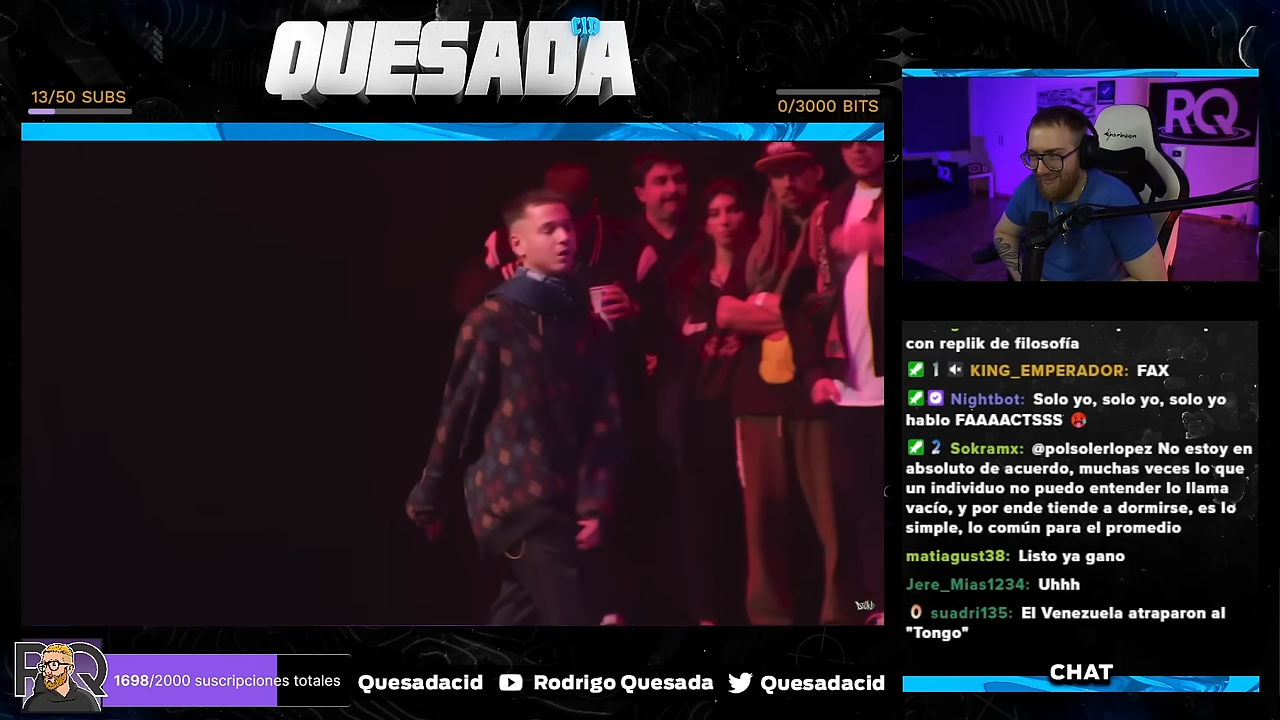 QUESADA
CID
13/50 SUBS
0/3000 BITS
RQ
con replik de filosofía
1 KING_EMPERADOR: FAX
Nightbot: Solo yo, solo yo, solo yo
hablo FAAAACTSSS
2 Sokramx: @polsolerlopez No estoy en
absoluto de acuerdo, muchas veces lo que
un individuo no puedo entender lo llama
vacío, y por ende tiende a dormirse, es lo
simple, lo común para el promedio
matiagust38: Listo ya gano
Jere_Mias1234: Uhhh
suadri135: El Venezuela atraparon al
"Tongo"
CHAT
RQ
1698/2000 suscripciones totales
Quesadacid
Rodrigo Quesada
Quesadacid